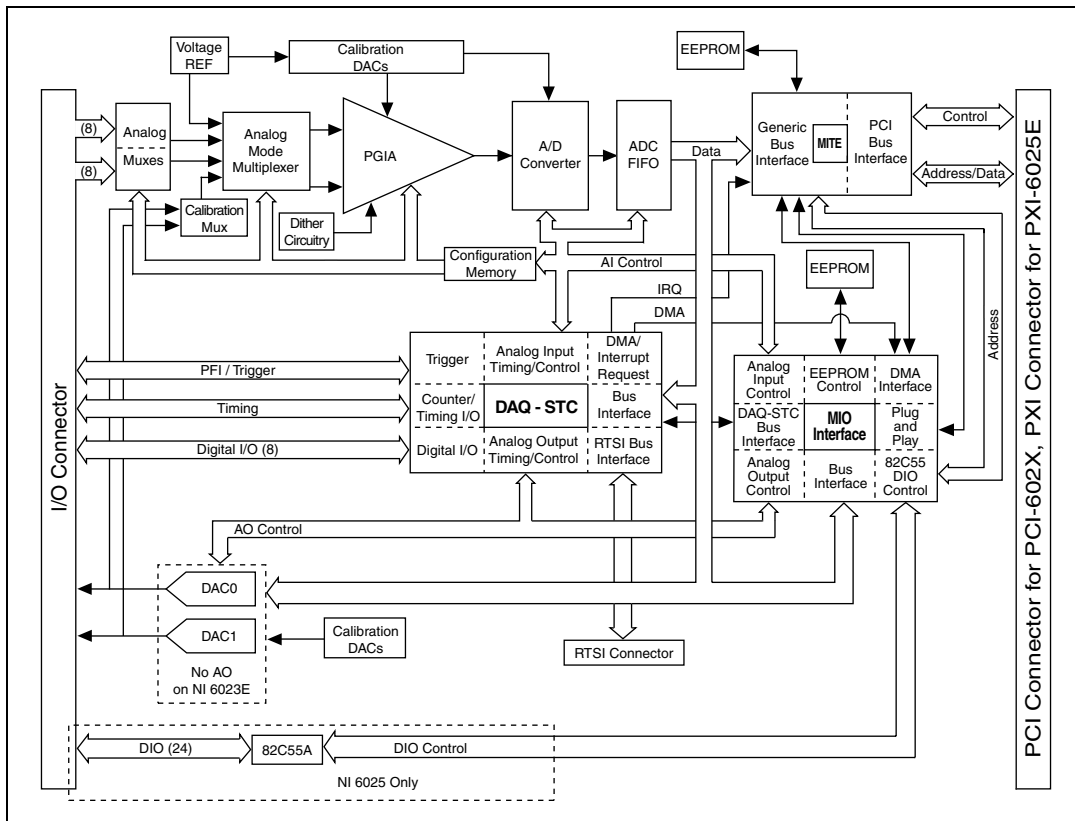 Voltage
REF
Calibration
DACs
EEPROM
(8)
(8)
Analog
Muxes
Analog
Mode
Multiplexer
PGIA
A/D
Converter
ADC
FIFO
Data
Generic
Bus
Interface
MITE
PCI
Bus
Interface
Control
Address/Data
Calibration
Mux
Dither
Circuitry
Configuration
Memory
AI Control
IRQ
DMA
EEPROM
Address
I/O Connector
PCI Connector for PCI-602X, PXI Connector for PXI-6025E
PFI / Trigger
Timing
Digital I/O (8)
Trigger
Analog Input
Timing/Control
DMA/
Interrupt
Request
Counter/
Timing I/O
DAQ - STC
Bus
Interface
Digital I/O
Analog Output
Timing/Control
RTSI Bus
Interface
Analog
Input
Control
EEPROM
Control
DMA
Interface
DAQ-STC
Bus
Interface
MIO
Interface
Plug
and
Play
Analog
Output
Control
Bus
Interface
82C55
DIO
Control
AO Control
DAC0
DAC1
Calibration
DACs
No AO
on NI 6023E
RTSI Connector
DIO (24)
82C55A
DIO Control
NI 6025 Only